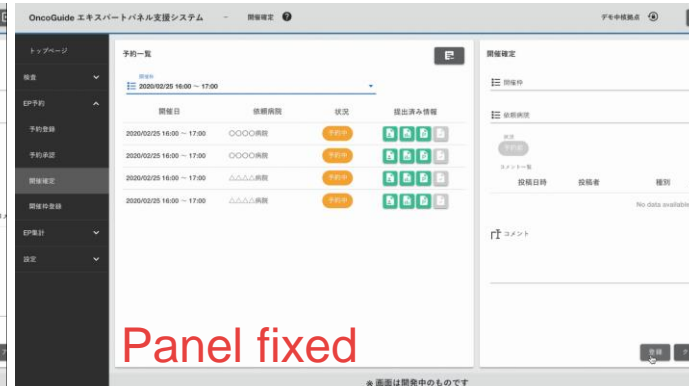 OncoGuide エキスパートパネル支援システム － 開催確定 ?
デモ中核拠点
トップページ
検査
EP予約
予約登録
予約承認
開催確定
開催枠登録
EP集計
設定
予約一覧
開催枠
2020/02/25 16:00 ～ 17:00
開催日 依頼病院 状況 提出済み情報
2020/02/25 16:00 ～ 17:00 〇〇〇〇病院 予約中
2020/02/25 16:00 ～ 17:00 〇〇〇〇病院 予約中
2020/02/25 16:00 ～ 17:00 △△△△病院 予約中
2020/02/25 16:00 ～ 17:00 △△△△病院 予約中
開催確定
開催枠
依頼病院
状況
予約前
コメント一覧
投稿日時 投稿者 種別
No data available
コメント
登録
Panel fixed
※ 画面は開発中のものです